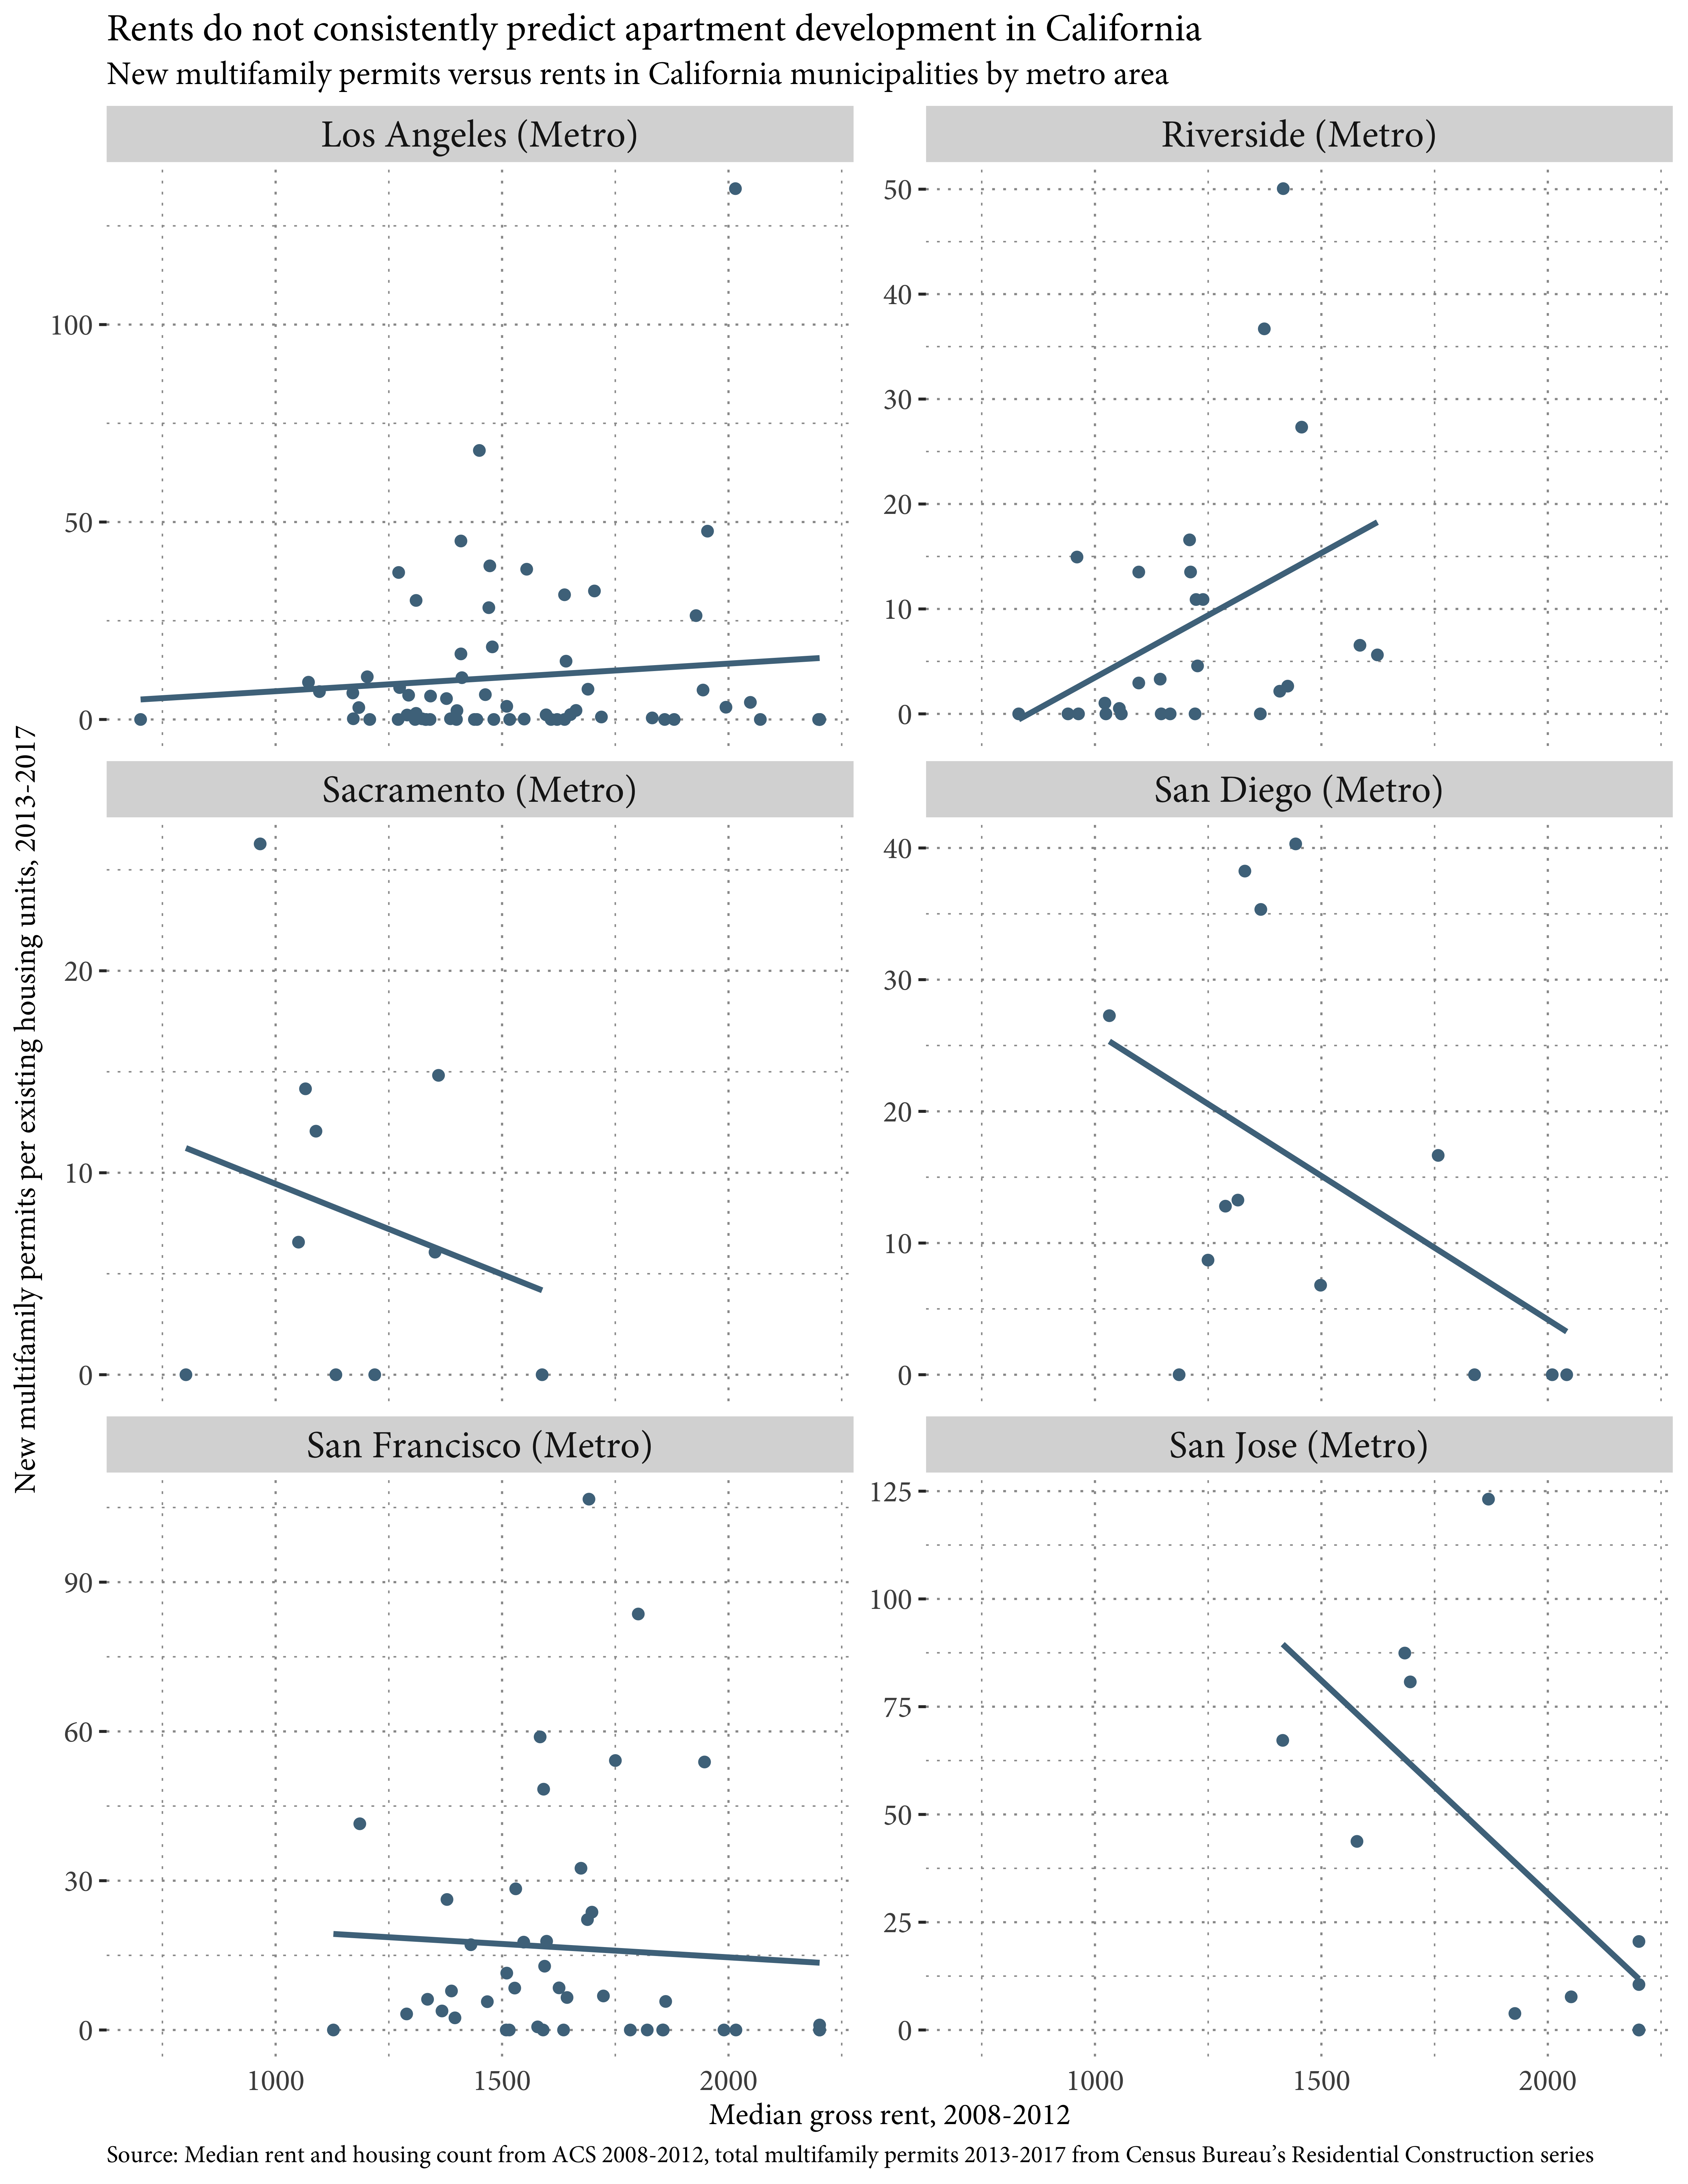 Rents do not consistently predict apartment development in California
New multifamily permits versus rents in California municipalities by metro area
Los Angeles (Metro)
Riverside (Metro)
100
50
0
50
40
30
20
10
0
Sacramento (Metro)
San Diego (Metro)
20
10
0
40
30
20
10
0
San Francisco (Metro)
San Jose (Metro)
90
60
30
0
125
100
75
50
25
0
1000 1500 2000
1000 1500 2000
New multifamily permits per existing housing units, 2013-2017
Median gross rent, 2008-2012
Source: Median rent and housing count from ACS 2008-2012, total multifamily permits 2013-2017 from Census Bureau’s Residential Construction series